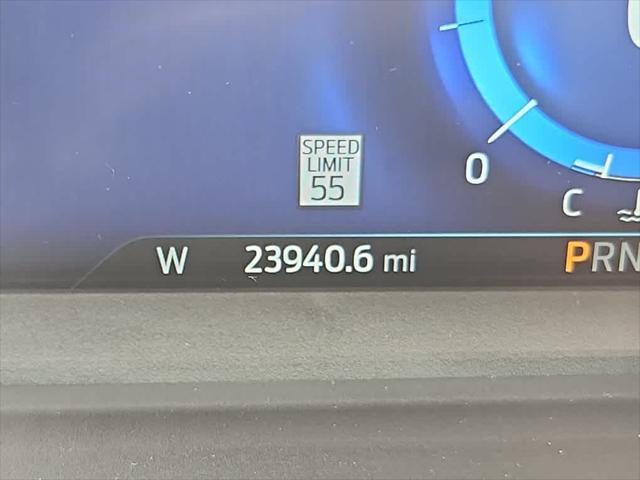 SPEED
LIMIT
55
0
C
W 23940.6 mi PRN